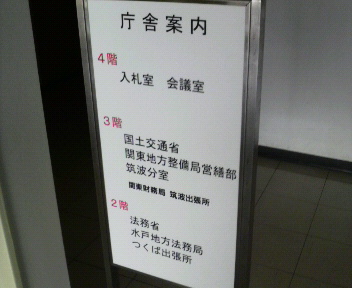 庁舎案内
4階
入札室 会議室
3階
国土交通省
関東地方整備局営繕部
筑波分室
関東財務局 筑波出張所
2階
法務省
水戸地方法務局
つくば出張所